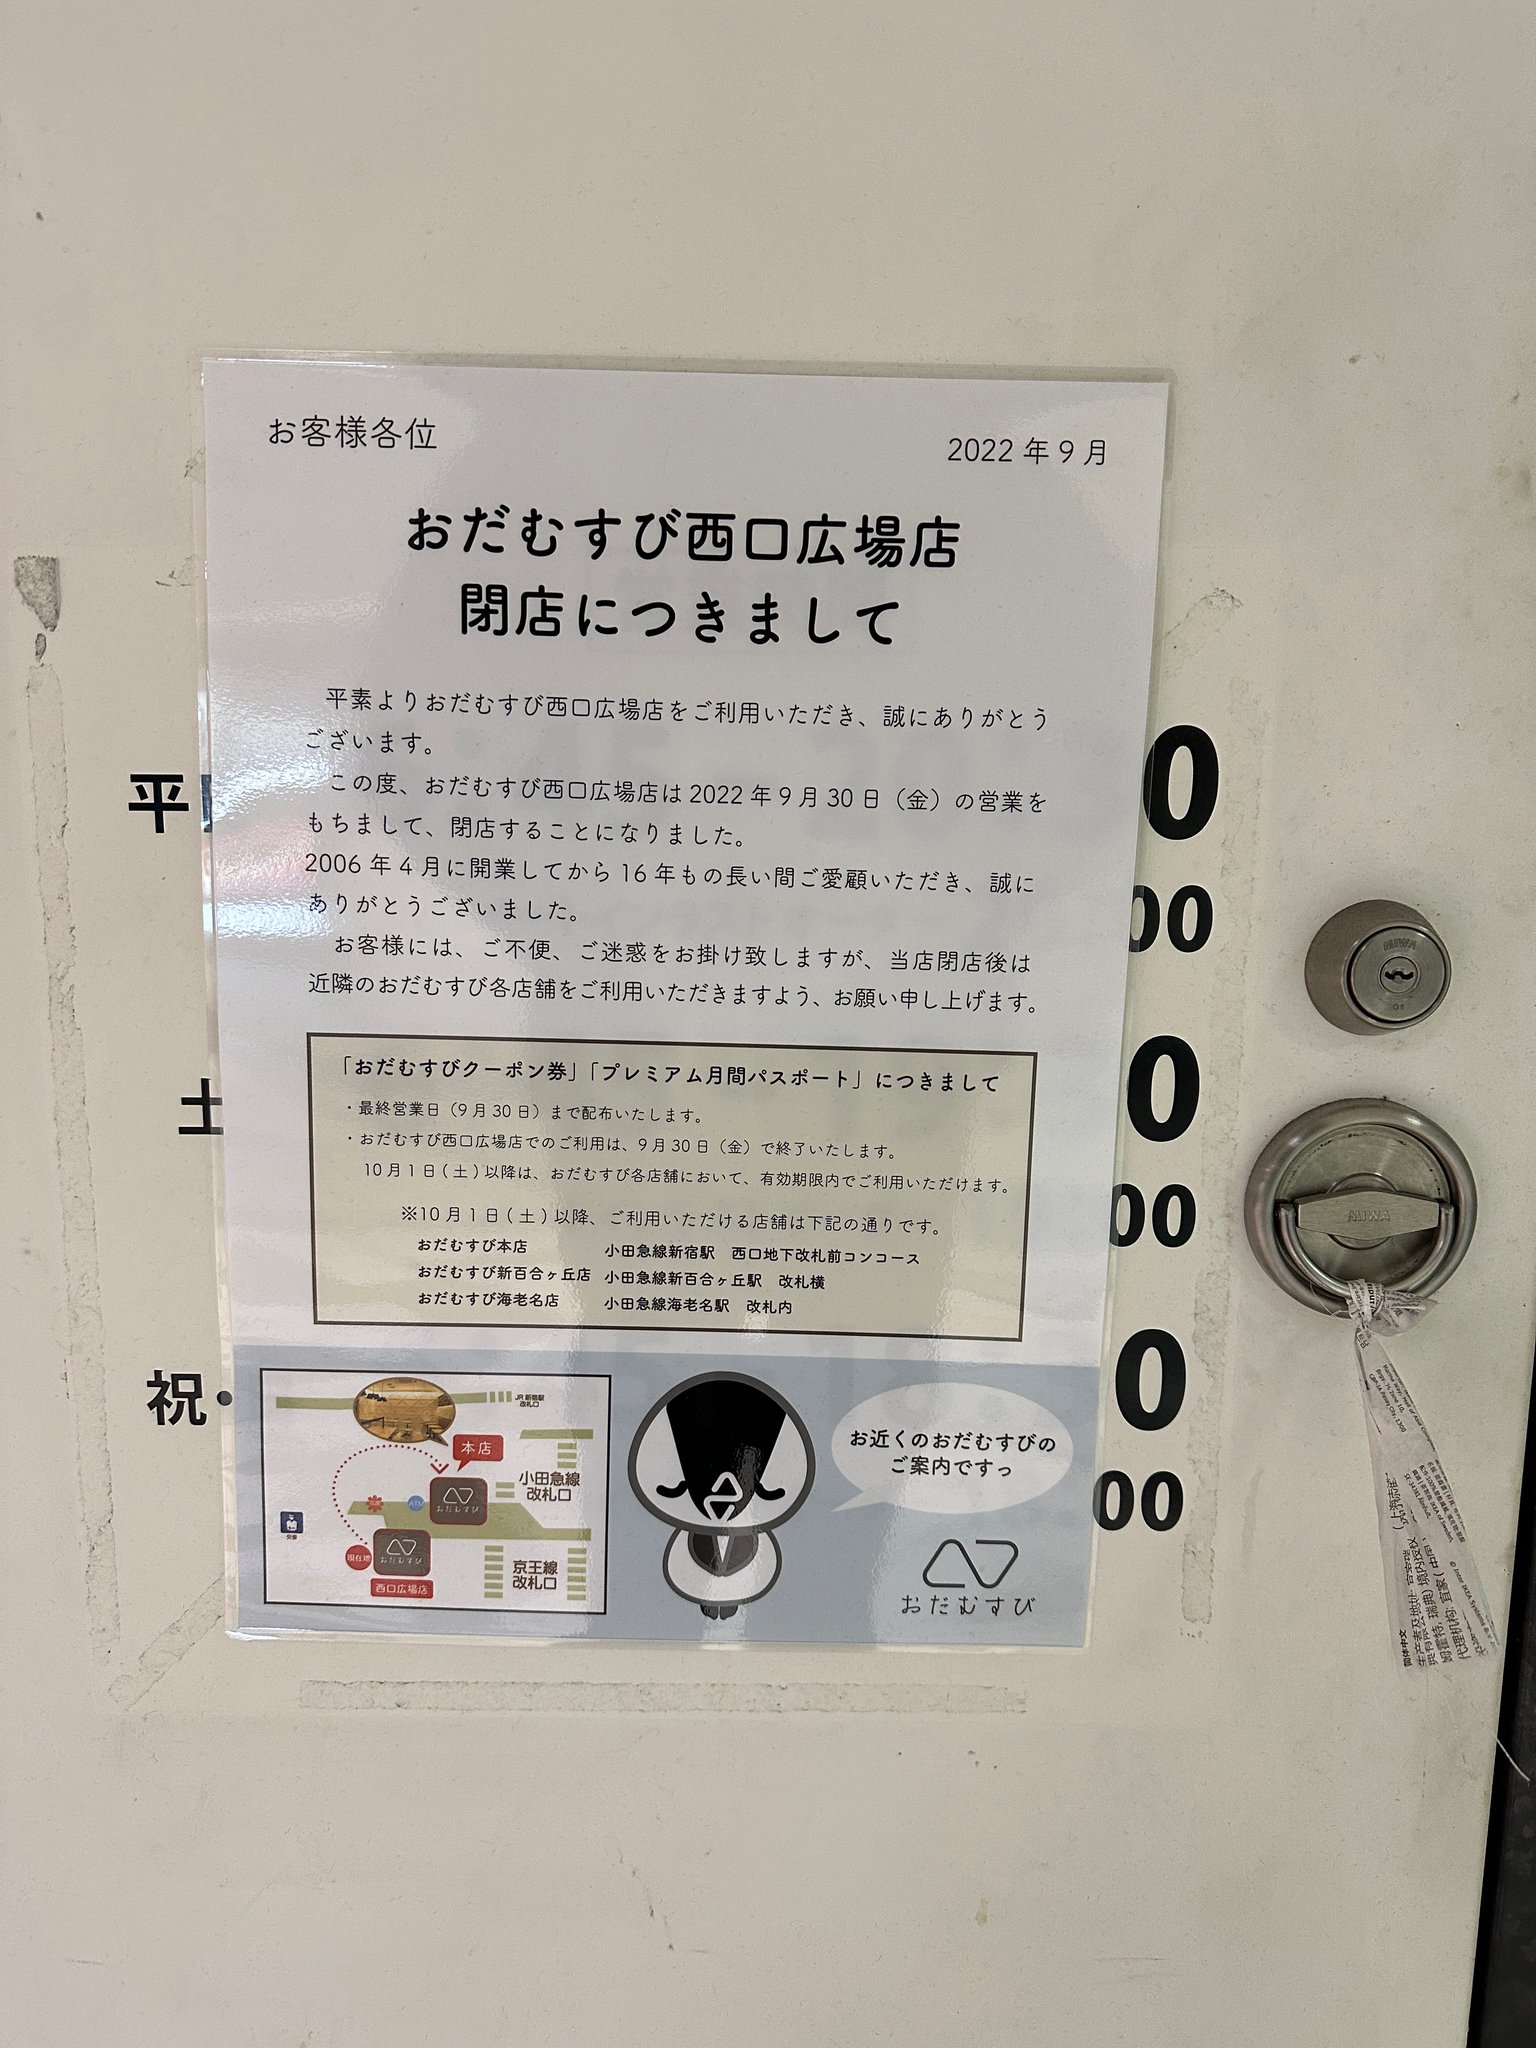 お客様各位
2022年9月
おだむすび西口広場店
閉店につきまして
平素よりおだむすび西口広場店をご利用いただき、誠にありがとう
ございます。
この度、おだむすび西口広場店は2022年9月30日（金）の営業を
もちまして、閉店することになりました。
2006年4月に開業してから16年もの長い間ご愛顧いただき、誠に
ありがとうございました。
お客様には、ご不便、ご迷惑をお掛け致しますが、当店閉店後は
近隣のおだむすび各店舗をご利用いただきますよう、お願い申し上げます。
「おだむすびクーポン券」「プレミアム月間パスポート」につきまして
・最終営業日（9月30日）まで配布いたします。
・おだむすび西口広場店でのご利用は、9月30日（金）で終了いたします。
10月1日(土)以降は、おだむすび各店舗において、有効期限内でご利用いただけます。
※10月1日(土)以降、ご利用いただける店舗は下記の通りです。
おだむすび本店 小田急線新宿駅 西口地下改札前コンコース
おだむすび新百合ヶ丘店 小田急線新百合ヶ丘駅 改札横
おだむすび海老名店 小田急線海老名駅 改札内
JR新宿駅
改札口
本店
小田急線
改札口
おだむすび
ATM
交番
現在地
おだむすび
西口広場店
京王線
改札口
お近くのおだむすびの
ご案内ですっ
おだむすび
平
0
00
土
0
00
祝・
0
00
MIWA
04
MIWA
简体中文